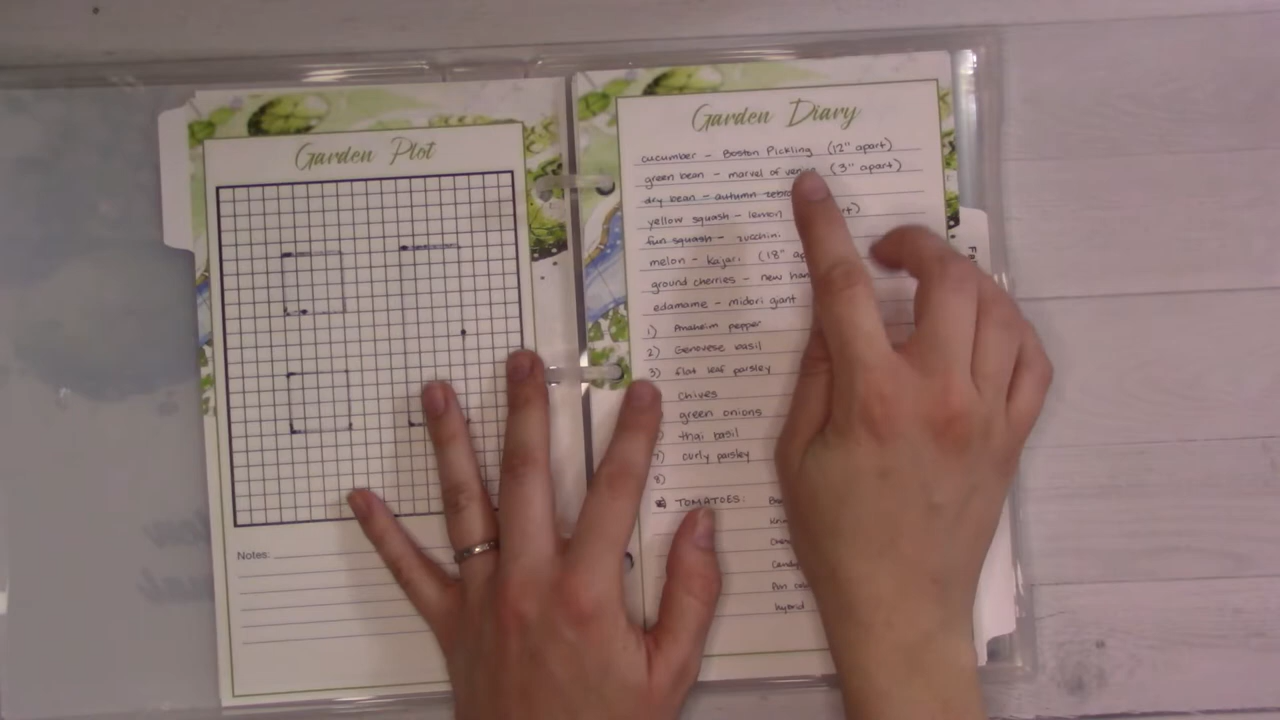 Garden Plot
Notes:
Garden Diary
cucumber - Boston Pickling (12" apart)
green bean - marvel of (3" apart)
dry bean - autumn
yellow squash - lemon
fun squash - zucchini
melon - kajari (18"
ground cherries - new
edamame - midori giant
1) Anaheim pepper
2) Genovese basil
3) flat leaf parsley
chives
green onions
thai basil
7) curly parsley
8)
TOMATOES:
hybrid